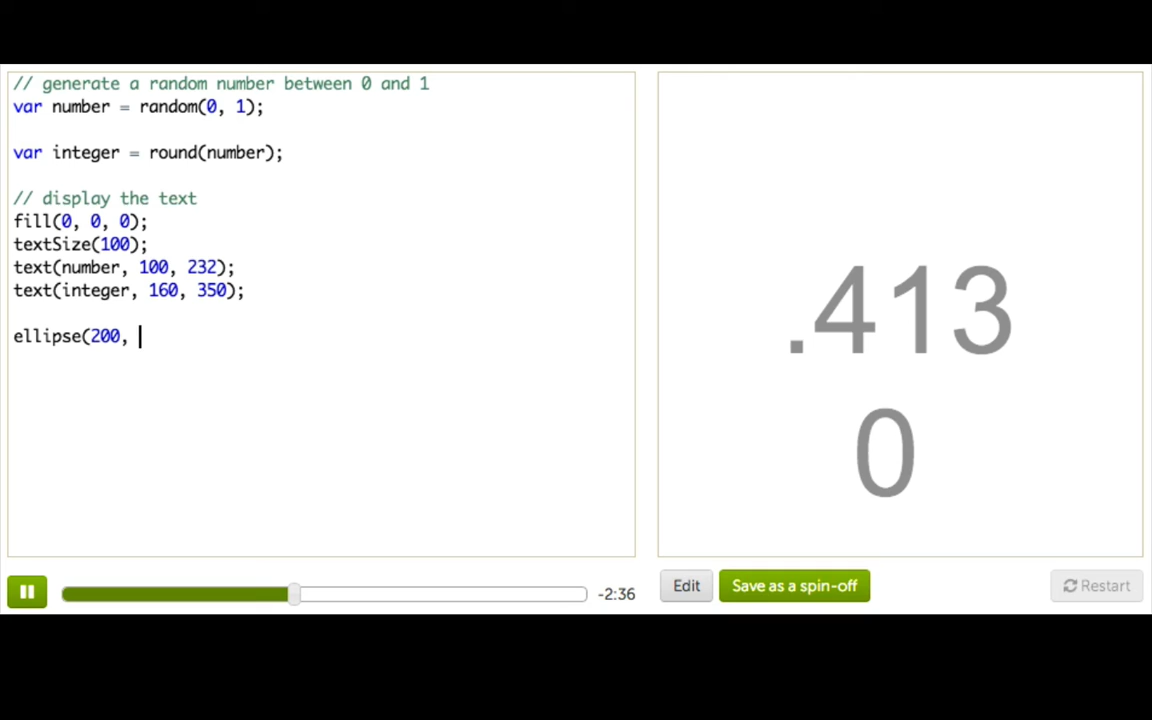 // generate a random number between 0 and 1
var number = random(0, 1);
var integer = round(number);
// display the text
fill(0, 0, 0);
textSize(100);
text(number, 100, 232);
text(integer, 160, 350);
ellipse(200,
.413
0
-2:36
Edit
Save as a spin-off
Restart